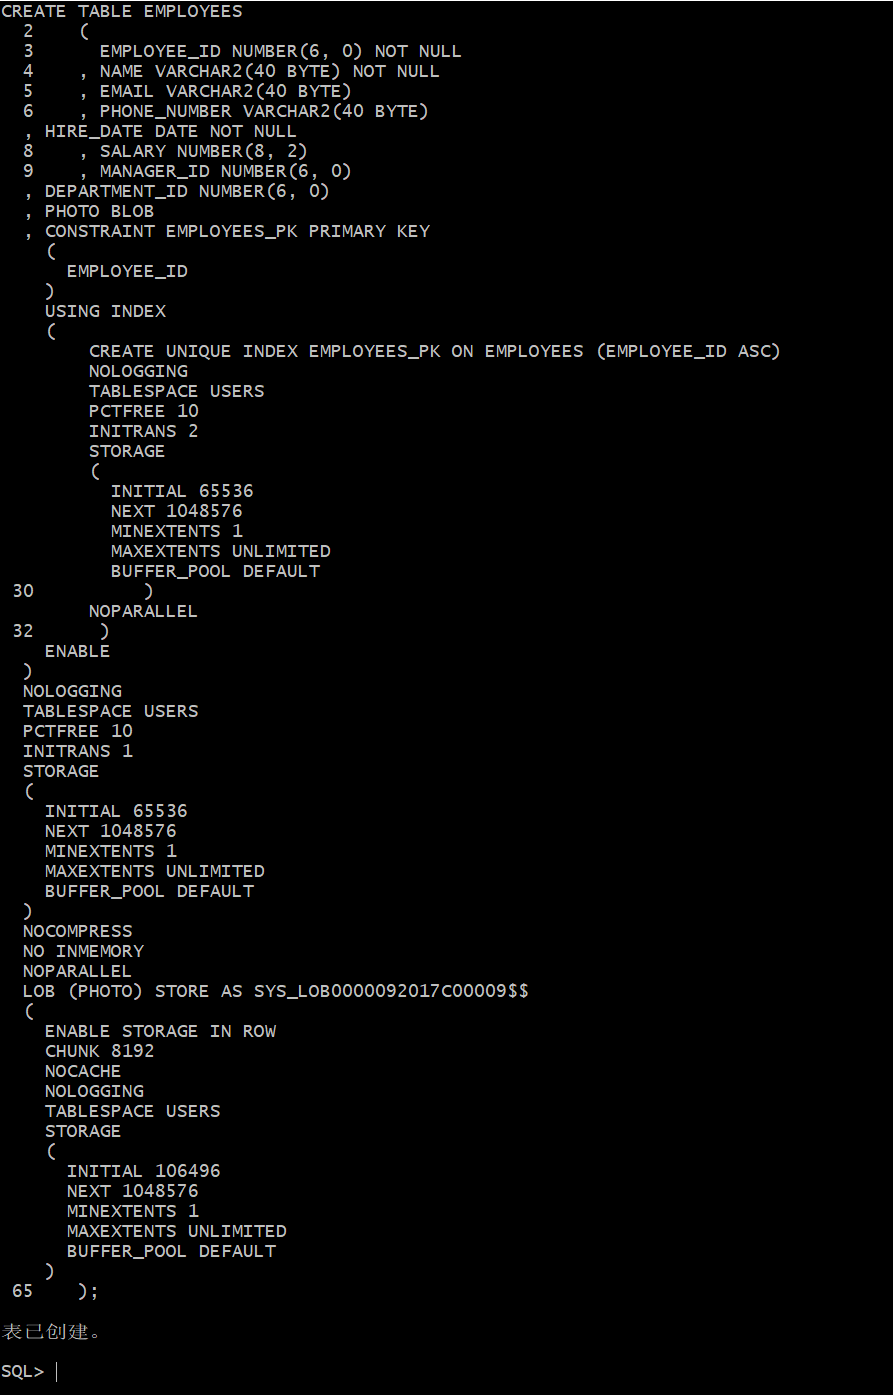 CREATE TABLE EMPLOYEES
  2    (
  3      EMPLOYEE_ID NUMBER(6, 0) NOT NULL
  4    , NAME VARCHAR2(40 BYTE) NOT NULL
  5    , EMAIL VARCHAR2(40 BYTE)
  6    , PHONE_NUMBER VARCHAR2(40 BYTE)
  , HIRE_DATE DATE NOT NULL
  8    , SALARY NUMBER(8, 2)
  9    , MANAGER_ID NUMBER(6, 0)
  , DEPARTMENT_ID NUMBER(6, 0)
  , PHOTO BLOB
  , CONSTRAINT EMPLOYEES_PK PRIMARY KEY
    (
      EMPLOYEE_ID
    )
    USING INDEX
    (
        CREATE UNIQUE INDEX EMPLOYEES_PK ON EMPLOYEES (EMPLOYEE_ID ASC)
        NOLOGGING
        TABLESPACE USERS
        PCTFREE 10
        INITRANS 2
        STORAGE
        (
          INITIAL 65536
          NEXT 1048576
          MINEXTENTS 1
          MAXEXTENTS UNLIMITED
          BUFFER_POOL DEFAULT
 30          )
        NOPARALLEL
 32      )
    ENABLE
  )
  NOLOGGING
  TABLESPACE USERS
  PCTFREE 10
  INITRANS 1
  STORAGE
  (
    INITIAL 65536
    NEXT 1048576
    MINEXTENTS 1
    MAXEXTENTS UNLIMITED
    BUFFER_POOL DEFAULT
  )
  NOCOMPRESS
  NO INMEMORY
  NOPARALLEL
  LOB (PHOTO) STORE AS SYS_LOB0000092017C00009$$
  (
    ENABLE STORAGE IN ROW
    CHUNK 8192
    NOCACHE
    NOLOGGING
    TABLESPACE USERS
    STORAGE
    (
      INITIAL 106496
      NEXT 1048576
      MINEXTENTS 1
      MAXEXTENTS UNLIMITED
      BUFFER_POOL DEFAULT
    )
 65    );
表已创建。
SQL>